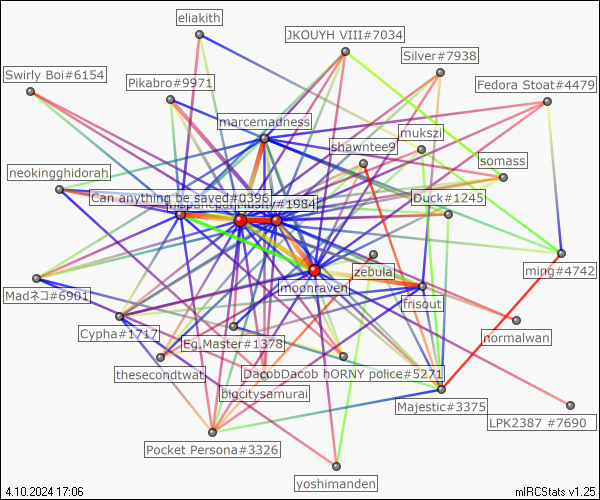 eliakith
JKOUYH VIII#7034
Silver#7938
Swirly Boi#6154
Pikabro#9971
Fedora Stoat#4479
marcemadness
mukszi
shawntee9
somass
neokingghidorah
Can anything be saved#0396
#1984
Duck#1245
zebula
ming#4742
moonraven
Madネコ#6901
frisout
Cypha#1717
Eg.Master#1378
normalwan
thesecondtwat
DacobDacob hORNY police#5271
bigcitysamurai
Majestic#3375
LPK2387 #7690
Pocket Persona#3326
yoshimanden
4.10.2024 17:06
mIRCStats v1.25